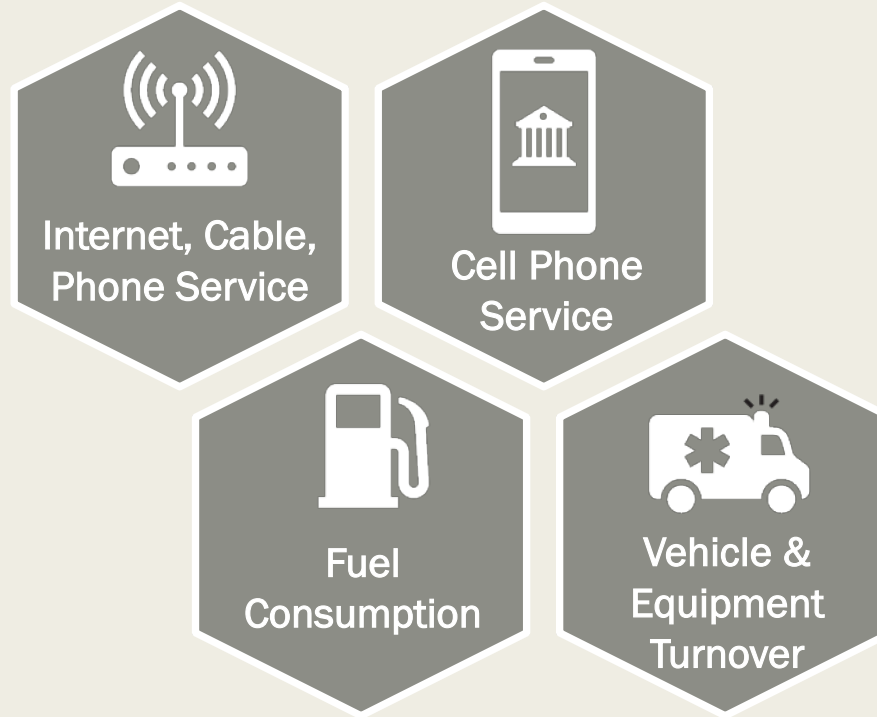 Internet, Cable,
Phone Service
Cell Phone
Service
Fuel
Consumption
Vehicle &
Equipment
Turnover